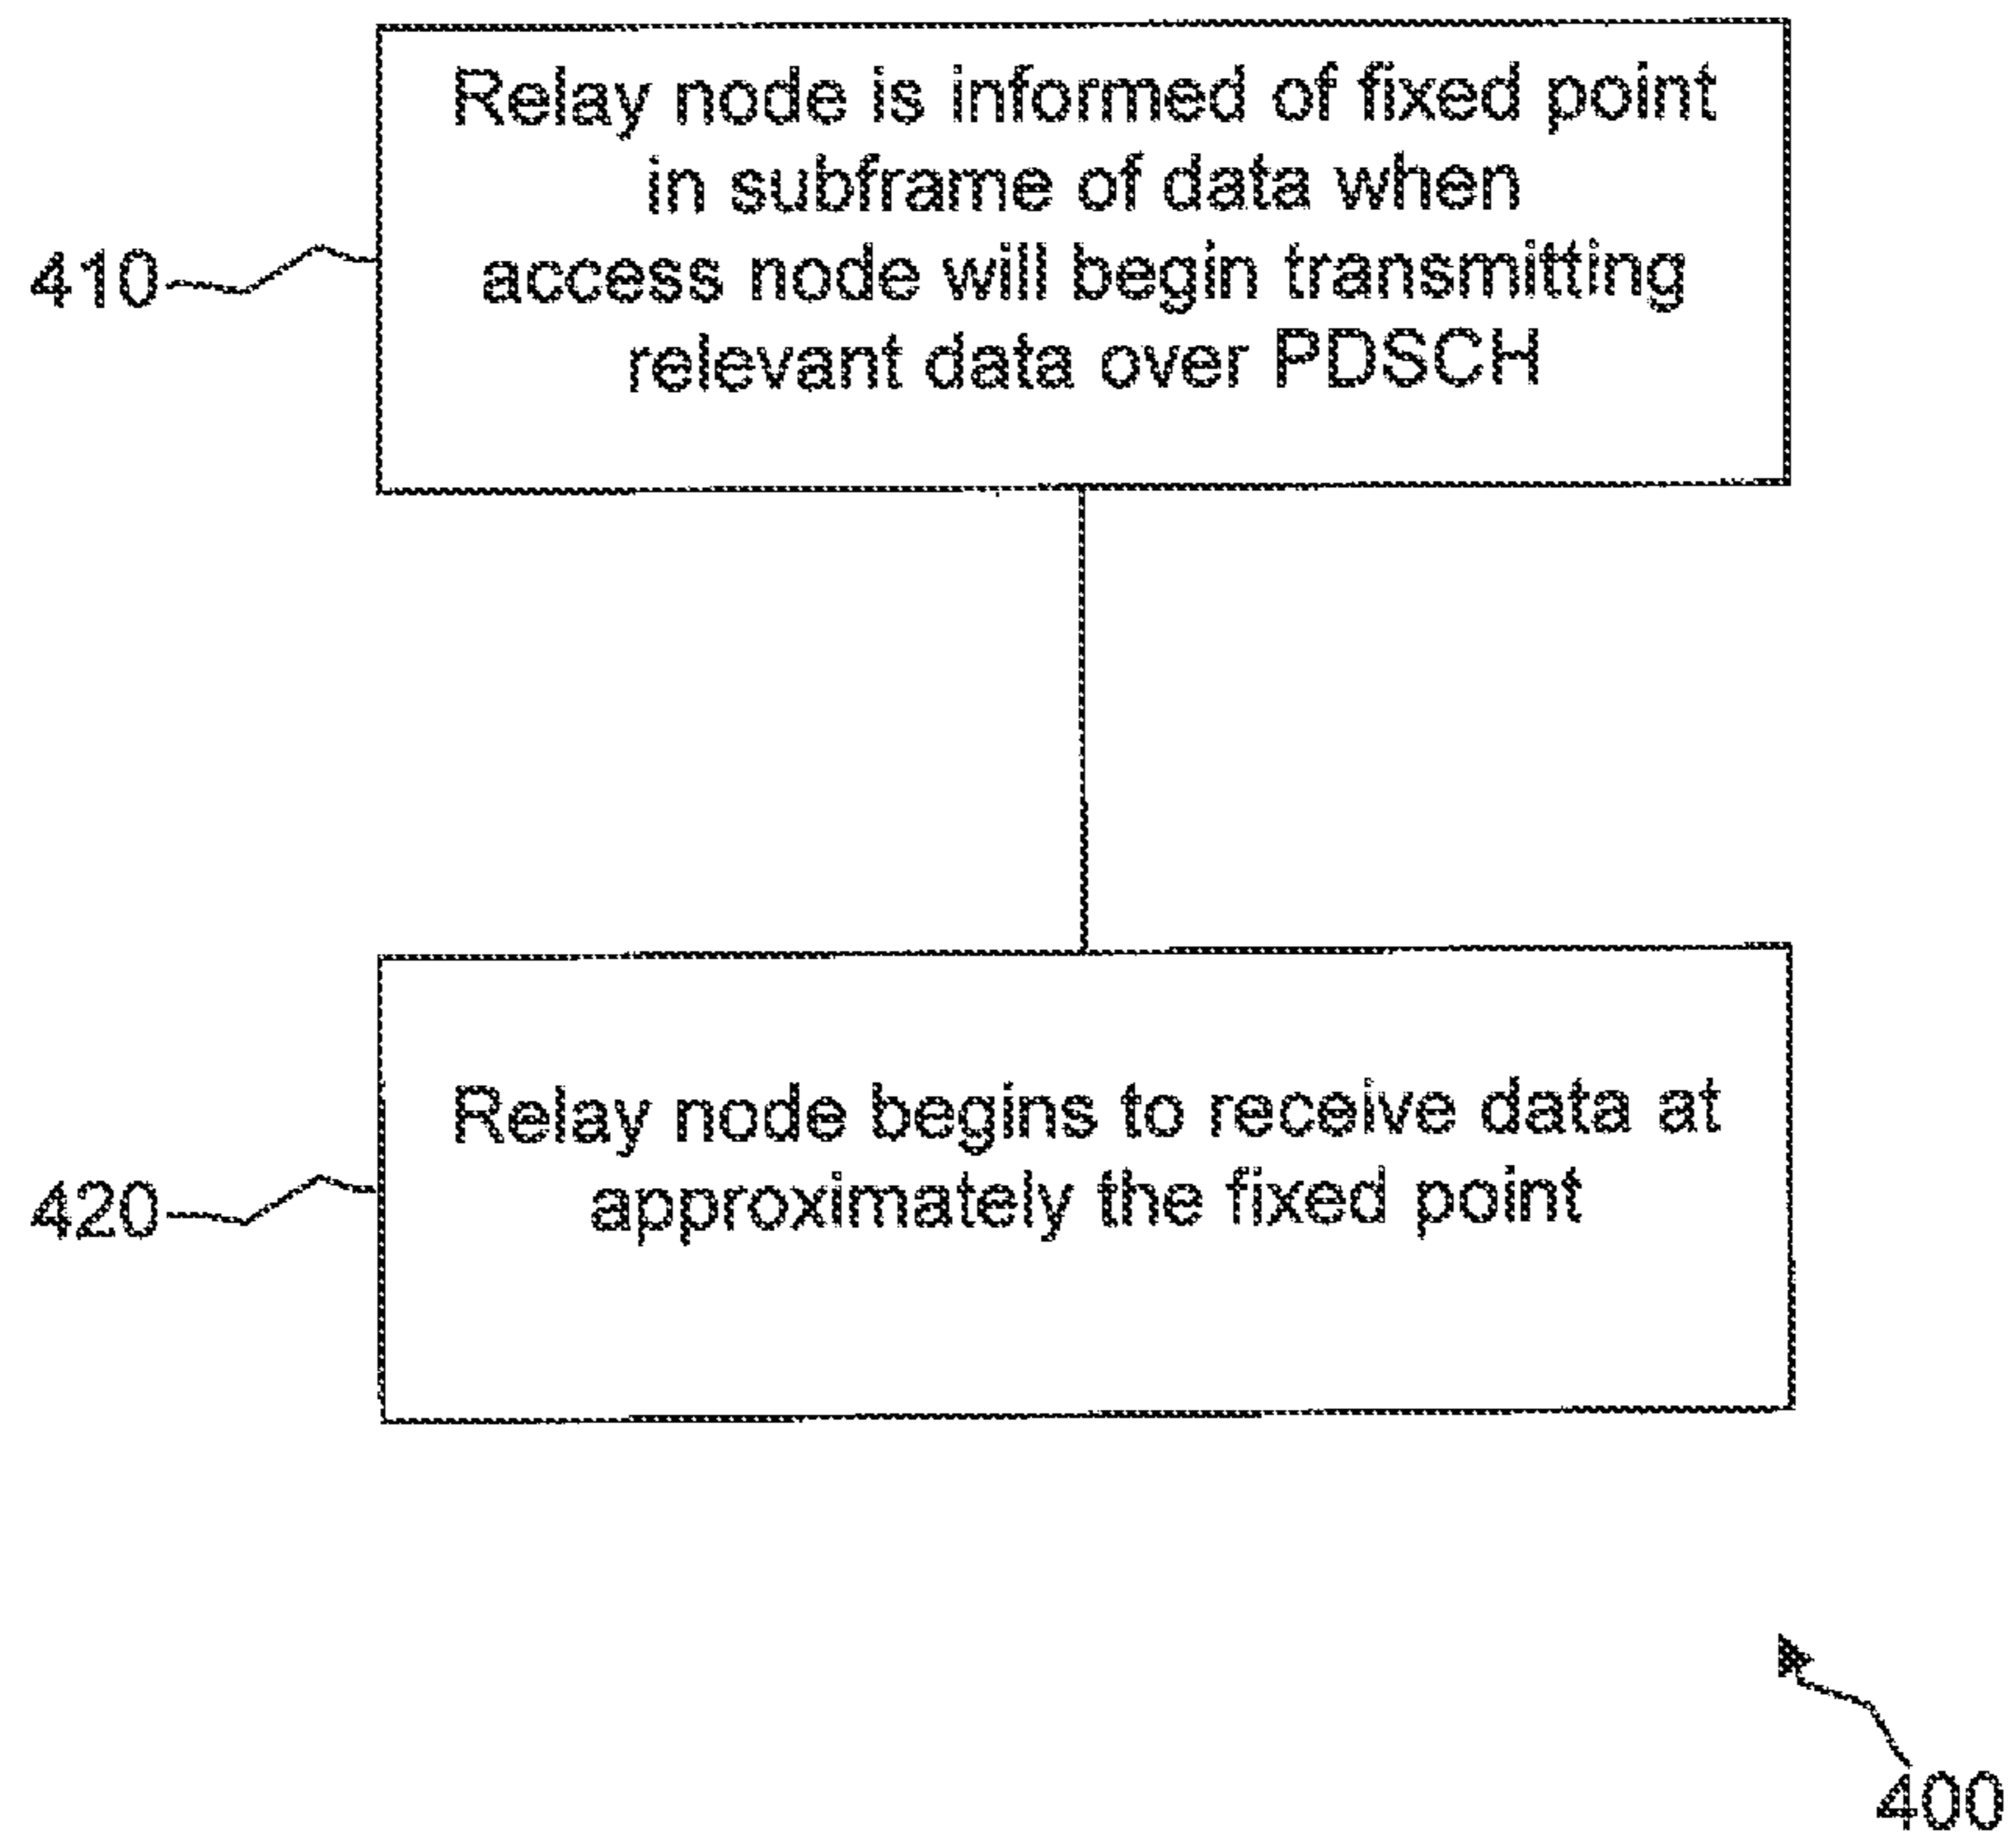 Relay node is informed of fixed point
in subframe of data when
access node will begin transmitting
relevant data over PDSCH
410
Relay node begins to receive data at
approximately the fixed point
420
400